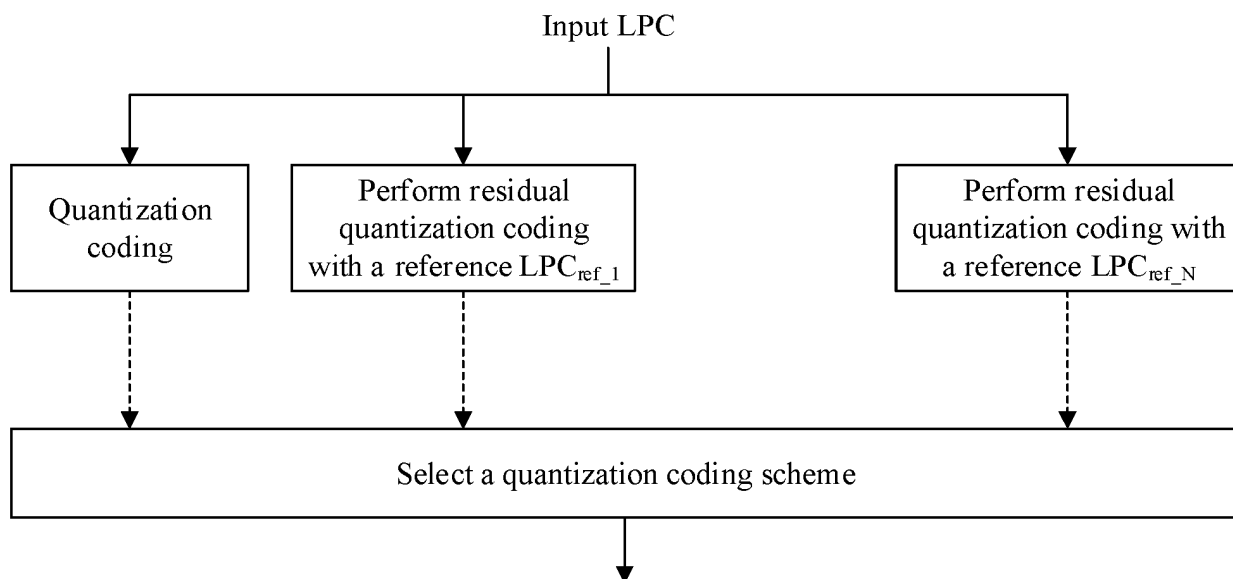 Input LPC
Quantization
coding
Perform residual
quantization coding
with a reference LPCref_1
Perform residual
quantization coding with
a reference LPCref_N
Select a quantization coding scheme